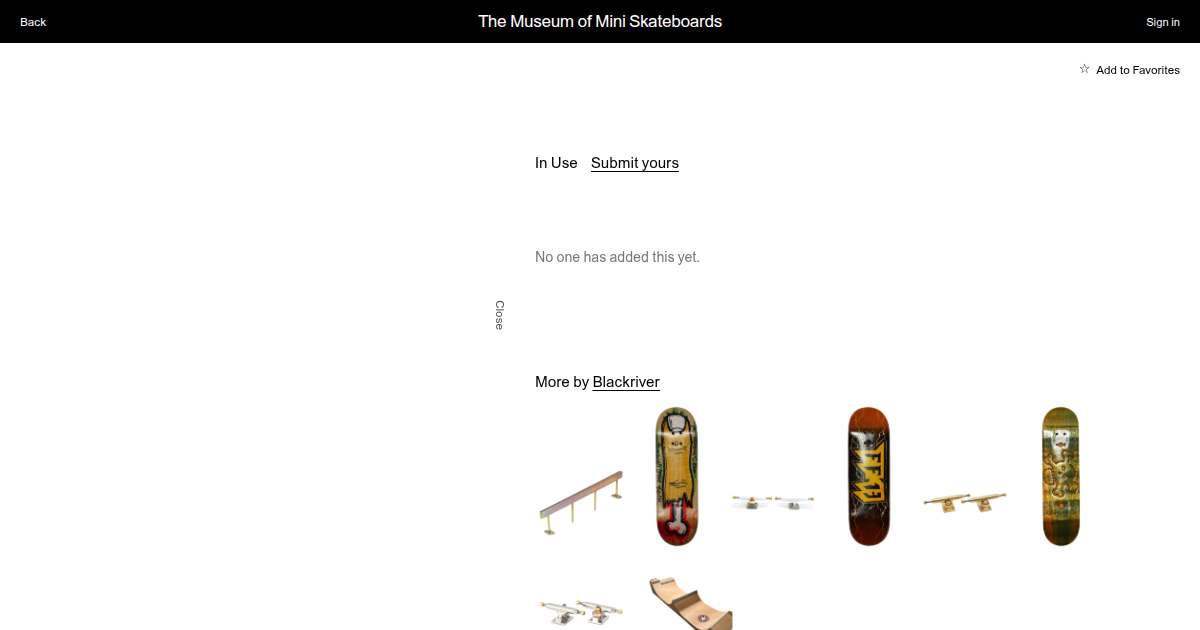 Back
The Museum of Mini Skateboards
Sign in
☆ Add to Favorites
In Use Submit yours
No one has added this yet.
Close
More by Blackriver